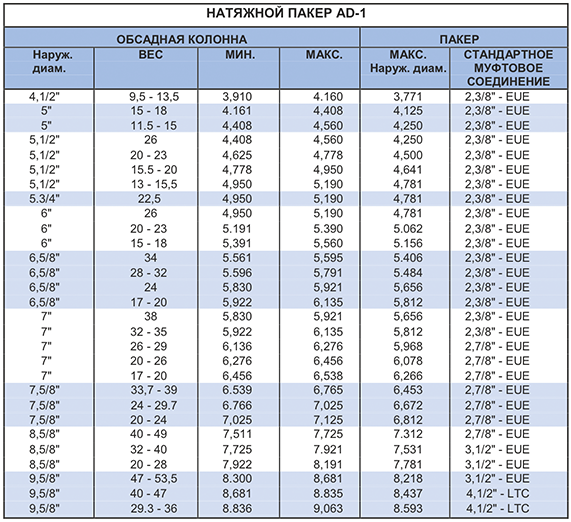 НАТЯЖНОЙ ПАКЕР AD-1
ОБСАДНАЯ КОЛОННА ПАКЕР
Наруж. диам. ВЕС МИН. МАКС. МАКС. Наруж. диам. СТАНДАРТНОЕ МУФТОВОЕ СОЕДИНЕНИЕ
4,1/2" 9,5 - 13,5 3,910 4.160 3,771 2,3/8" - EUE
5" 15 - 18 4.161 4,408 4,125 2,3/8" - EUE
5" 11.5 - 15 4,408 4,560 4,250 2,3/8" - EUE
5,1/2" 26 4,408 4,560 4,250 2,3/8" - EUE
5,1/2" 20 - 23 4,625 4,778 4,500 2,3/8" - EUE
5,1/2" 15.5 - 20 4,778 4,950 4,641 2,3/8" - EUE
5,1/2" 13 - 15,5 4,950 5,190 4,781 2,3/8" - EUE
5.3/4" 22,5 4,950 5,190 4,781 2,3/8" - EUE
6" 26 4,950 5,190 4,781 2,3/8" - EUE
6" 20 - 23 5.191 5.390 5.062 2,3/8" - EUE
6" 15 - 18 5,391 5,560 5.156 2,3/8" - EUE
6,5/8" 34 5.561 5,595 5.406 2,3/8" - EUE
6,5/8" 28 - 32 5.596 5,791 5.484 2,3/8" - EUE
6,5/8" 24 5,830 5,921 5,656 2,3/8" - EUE
6,5/8" 17 - 20 5,922 6,135 5,812 2,3/8" - EUE
7" 38 5,830 5,921 5,656 2,3/8" - EUE
7" 32 - 35 5,922 6,135 5,812 2,3/8" - EUE
7" 26 - 29 6,136 6,276 5,968 2,7/8" - EUE
7" 20 - 26 6,276 6,456 6,078 2,7/8" - EUE
7" 17 - 20 6,456 6,538 6,266 2,7/8" - EUE
7,5/8" 33,7 - 39 6.539 6,765 6,453 2,7/8" - EUE
7,5/8" 24 - 29.7 6.766 7,025 6,672 2,7/8" - EUE
7,5/8" 20 - 24 7,025 7,125 6,812 2,7/8" - EUE
8,5/8" 40 - 49 7,511 7,725 7.312 2,7/8" - EUE
8,5/8" 32 - 40 7,725 7.921 7,531 3,1/2" - EUE
8,5/8" 20 - 28 7,922 8,191 7,781 3,1/2" - EUE
9,5/8" 47 - 53,5 8.300 8,681 8,218 3,1/2" - EUE
9,5/8" 40 - 47 8,681 8.835 8,437 4,1/2" - LTC
9,5/8" 29.3 - 36 8.836 9,063 8.593 4,1/2" - LTC